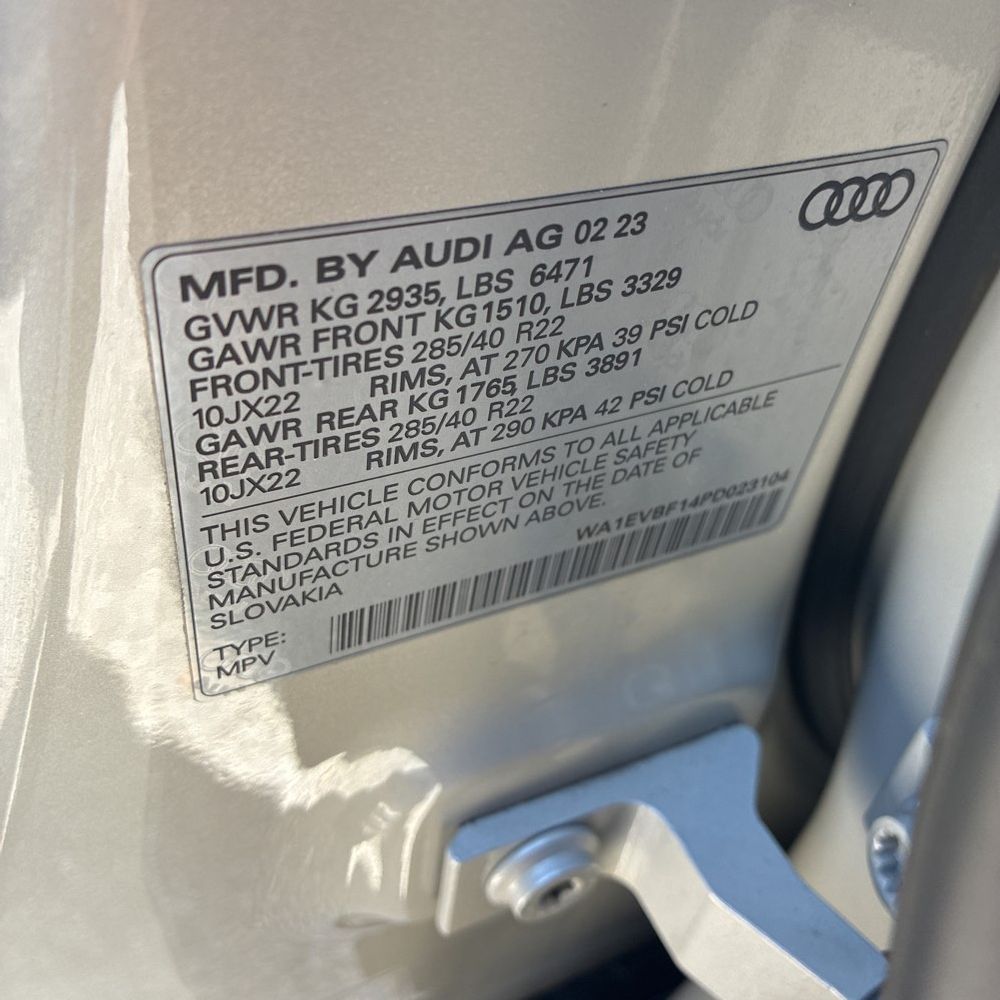 MFD. BY AUDI AG 02 23
GVWR KG 2935, LBS 6471
GAWR FRONT KG 1510, LBS 3329
FRONT-TIRES 285/40 R22
10JX22 RIMS, AT 270 KPA 39 PSI COLD
GAWR REAR KG 1765, LBS 3891
REAR-TIRES 285/40 R22
10JX22 RIMS, AT 290 KPA 42 PSI COLD
THIS VEHICLE CONFORMS TO ALL APPLICABLE
U.S. FEDERAL MOTOR VEHICLE SAFETY
STANDARDS IN EFFECT ON THE DATE OF
MANUFACTURE SHOWN ABOVE.
SLOVAKIA
WA1EVBF14PD023104
TYPE:
MPV